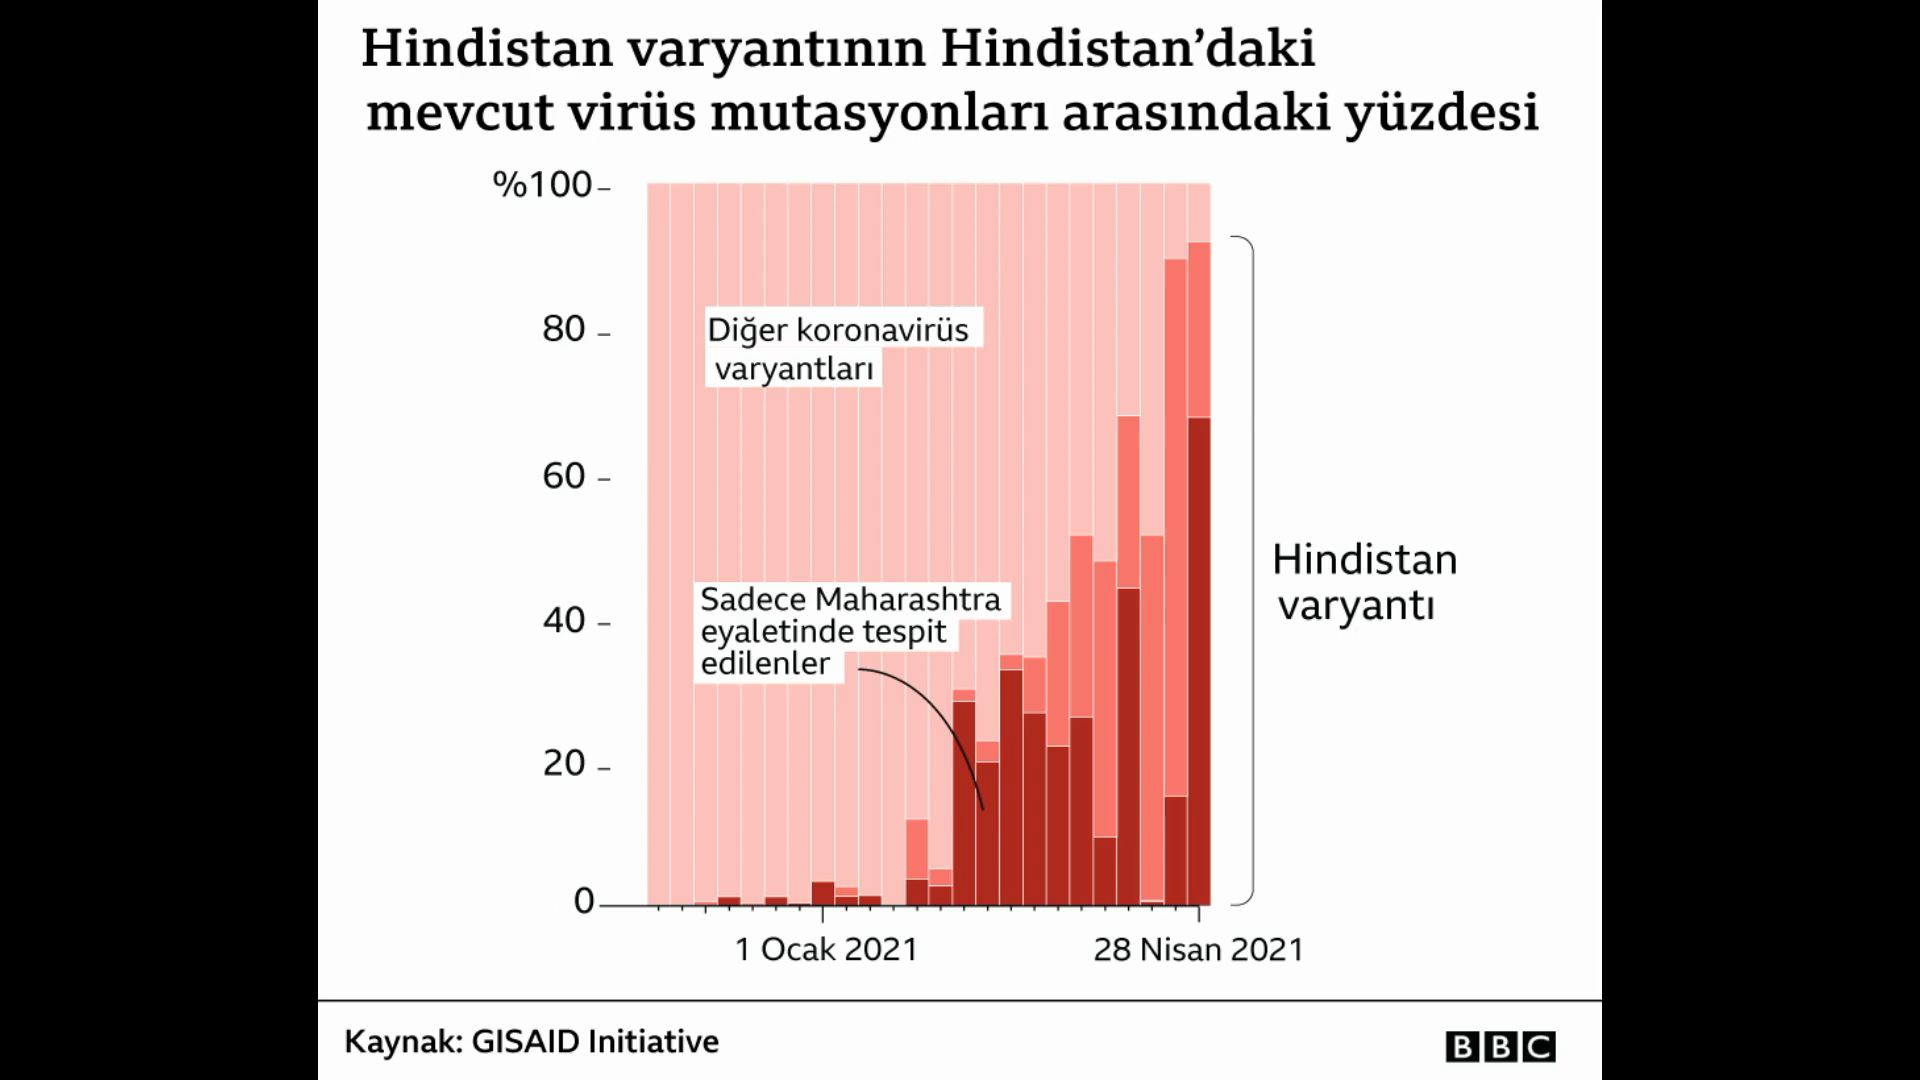 Hindistan varyantının Hindistan’daki
mevcut virüs mutasyonları arasındaki yüzdesi
%100
80
60
40
20
0
Diğer koronavirüs
varyantları
Sadece Maharashtra
eyaletinde tespit
edilenler
Hindistan
varyantı
1 Ocak 2021
28 Nisan 2021
Kaynak: GISAID Initiative
BBC